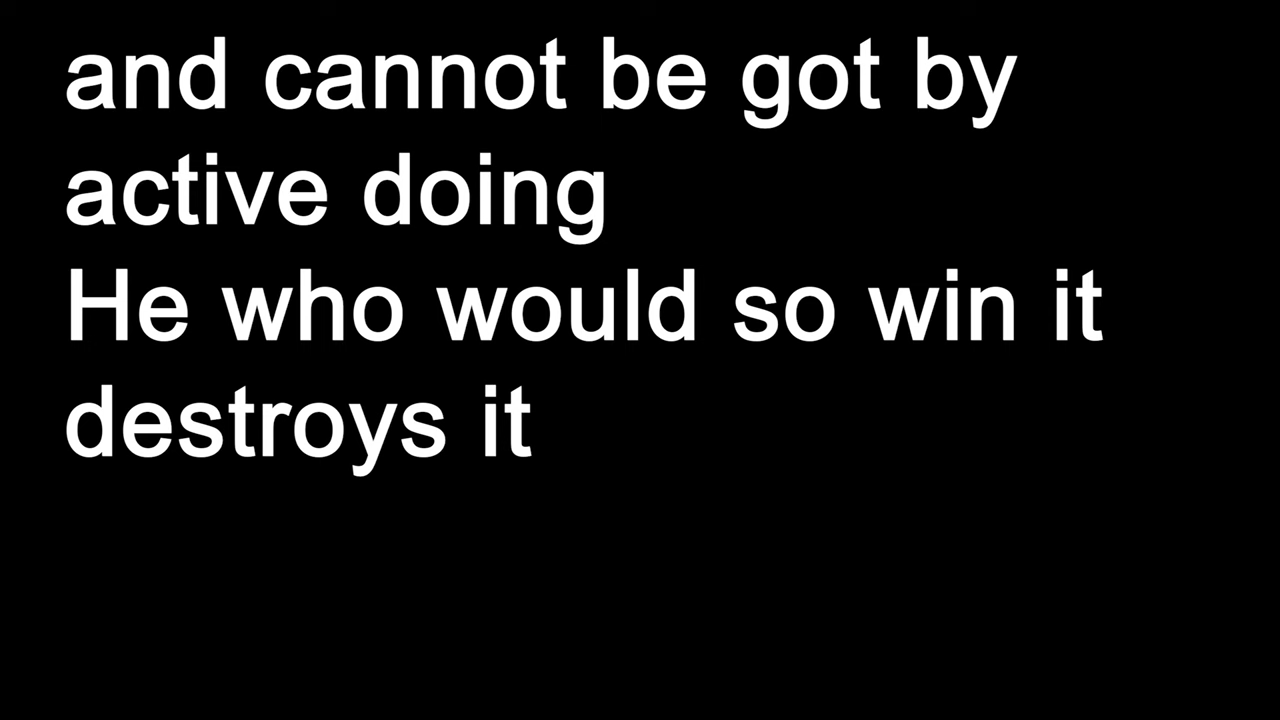 and cannot be got by
active doing
He who would so win it
destroys it